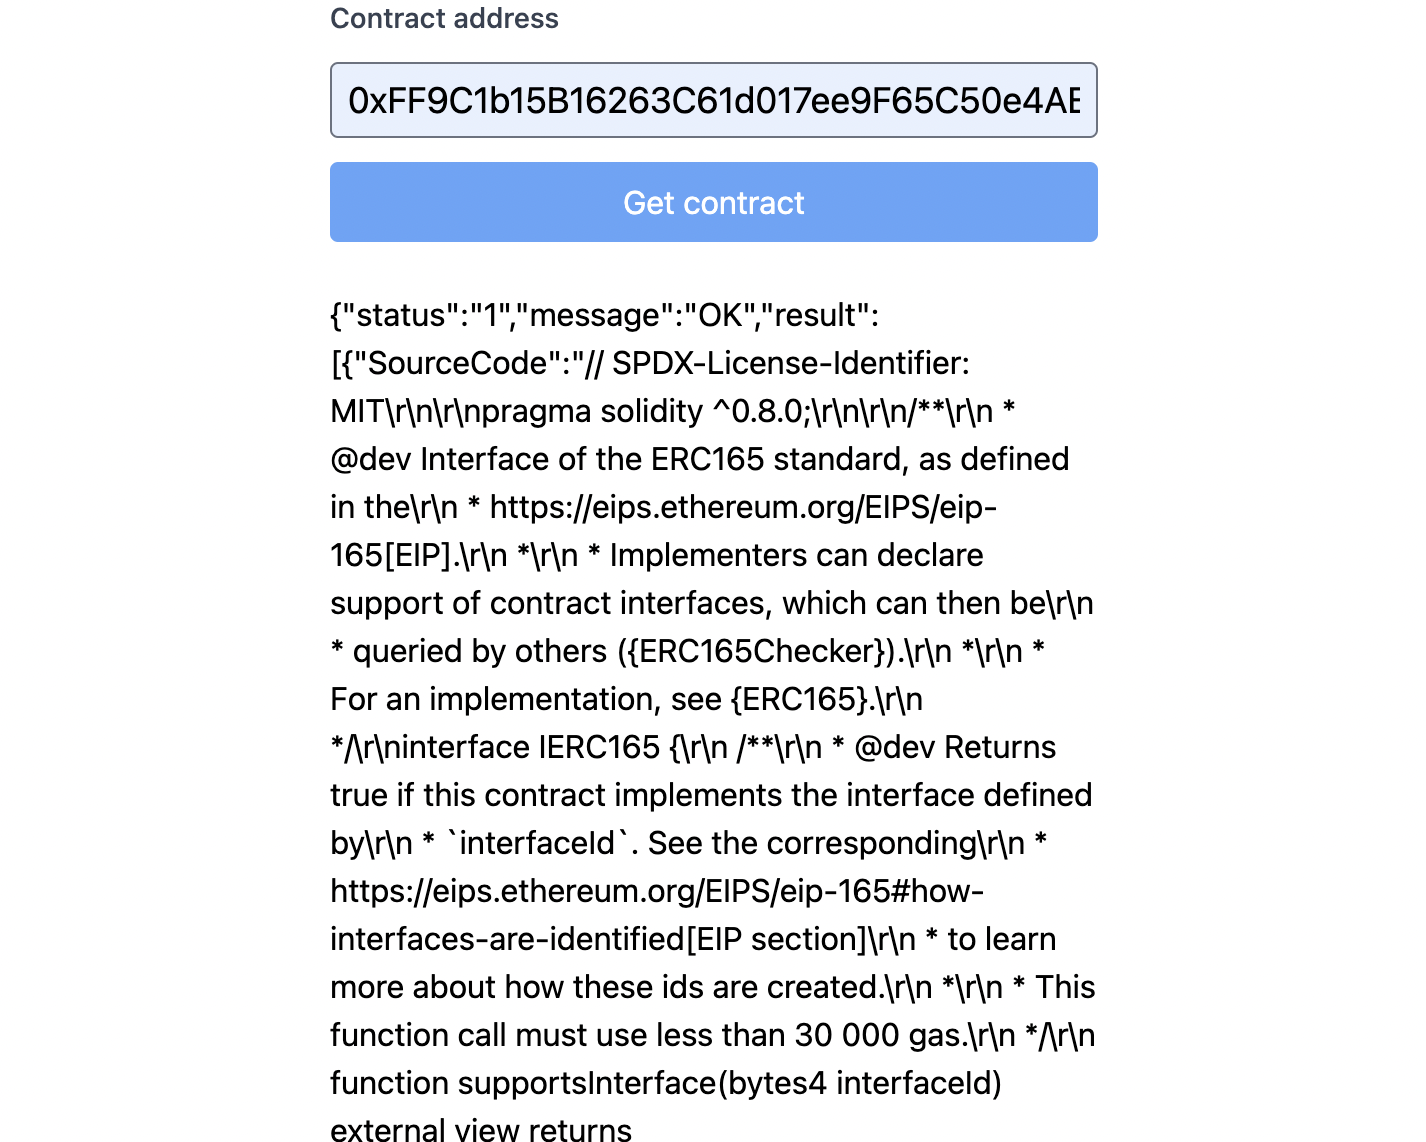 Contract address
0xFF9C1b15B16263C61d017ee9F65C50e4AE
Get contract
{"status":"1","message":"OK","result":
[{"SourceCode":"// SPDX-License-Identifier:
MIT\r\n\r\npragma solidity ^0.8.0;\r\n\r\n/**\r\n *
@dev Interface of the ERC165 standard, as defined
in the\r\n * https://eips.ethereum.org/EIPS/eip-
165[EIP].\r\n *\r\n * Implementers can declare
support of contract interfaces, which can then be\r\n
* queried by others ({ERC165Checker}).\r\n *\r\n *
For an implementation, see {ERC165}.\r\n
*/\r\ninterface IERC165 {\r\n /**\r\n * @dev Returns
true if this contract implements the interface defined
by\r\n * `interfaceId`. See the corresponding\r\n *
https://eips.ethereum.org/EIPS/eip-165#how-
interfaces-are-identified[EIP section]\r\n * to learn
more about how these ids are created.\r\n *\r\n * This
function call must use less than 30 000 gas.\r\n */\r\n
function supportsInterface(bytes4 interfaceId)
external view returns